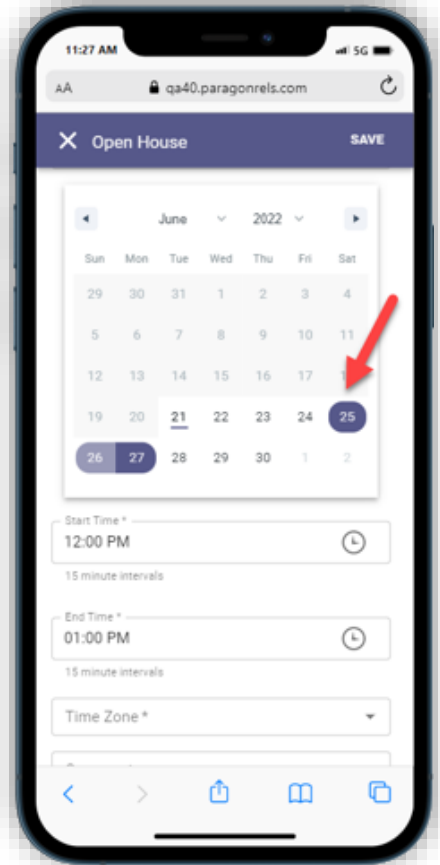 11:27 AM 5G
AA qa40.paragonrels.com
Open House SAVE
June 2022
Sun Mon Tue Wed Thu Fri Sat
29 30 31 1 2 3 4
5 6 7 8 9 10 11
12 13 14 15 16 17
19 20 21 22 23 24 25
26 27 28 29 30 1 2
Start Time *
12:00 PM
15 minute intervals
End Time *
01:00 PM
15 minute intervals
Time Zone *